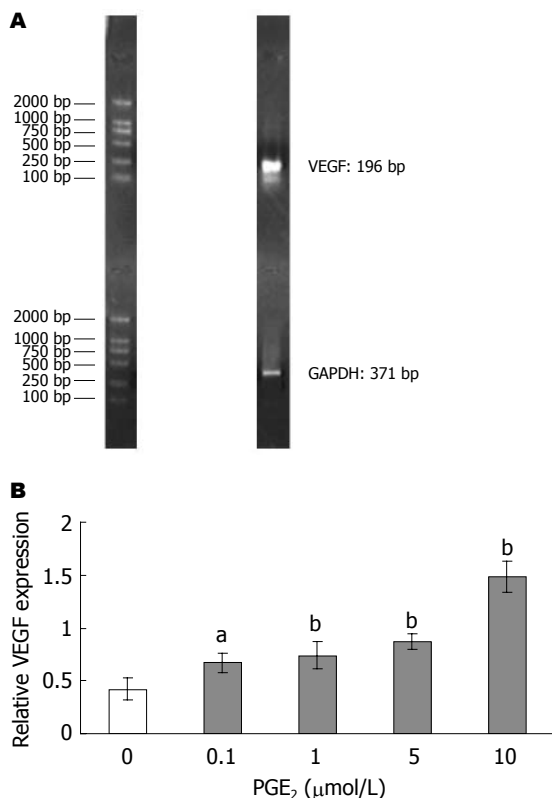 A
2000 bp
1000 bp
750 bp
500 bp
250 bp
100 bp
VEGF: 196 bp
2000 bp
1000 bp
750 bp
500 bp
250 bp
100 bp
GAPDH: 371 bp
B
Relative VEGF expression
2
1.5
1
0.5
0
a
b
b
b
0 0.1 1 5 10
PGE₂ (μmol/L)